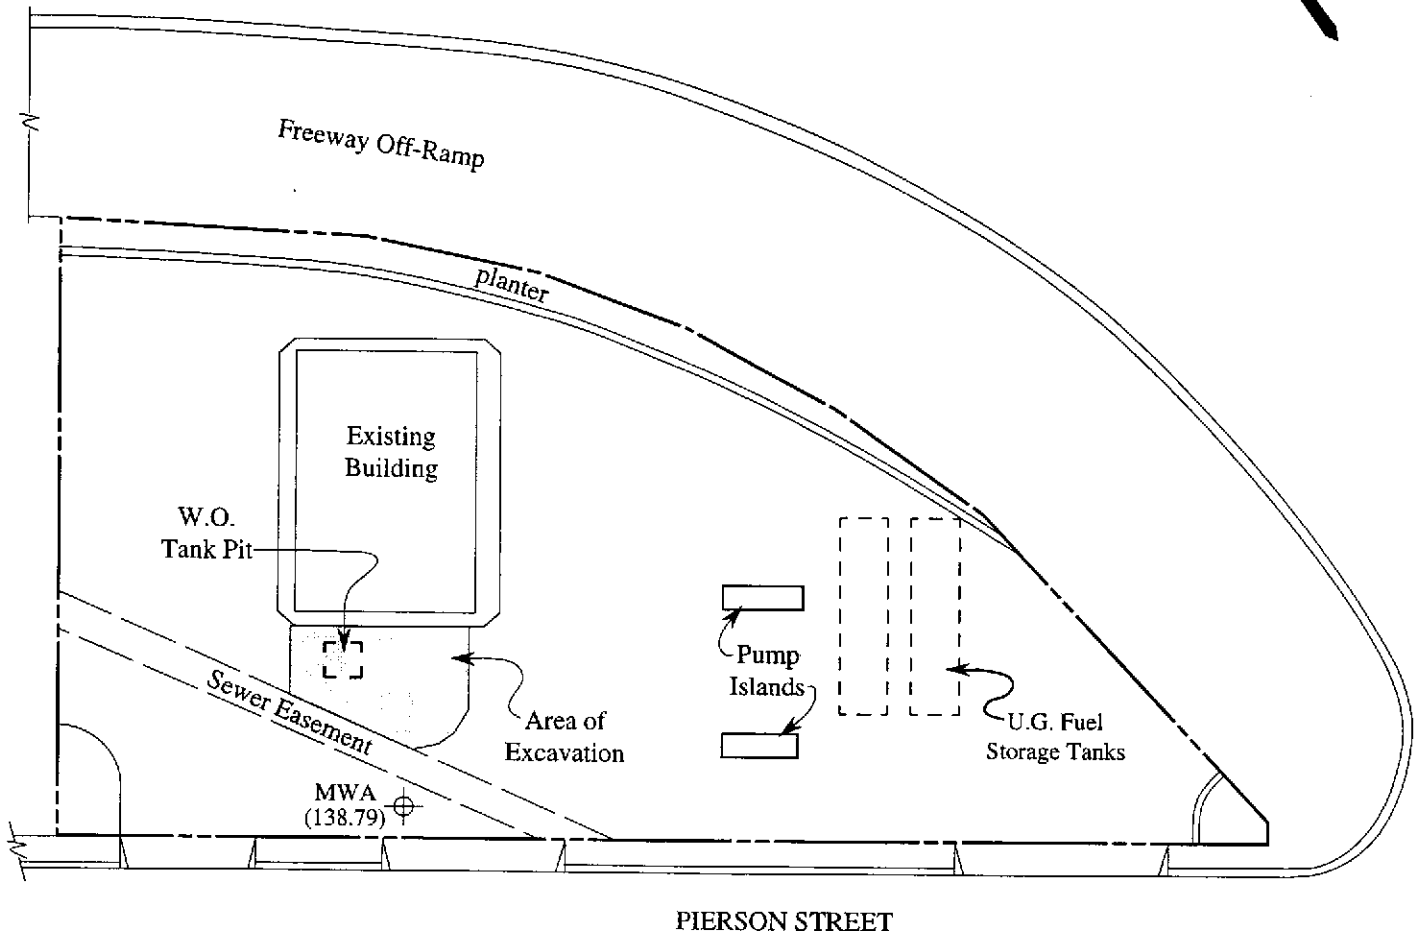 Freeway Off-Ramp
planter
Existing
Building
W.O.
Tank Pit
Pump
Islands
Sewer Easement
Area of
Excavation
U.G. Fuel
Storage Tanks
MWA
(138.79)
PIERSON STREET